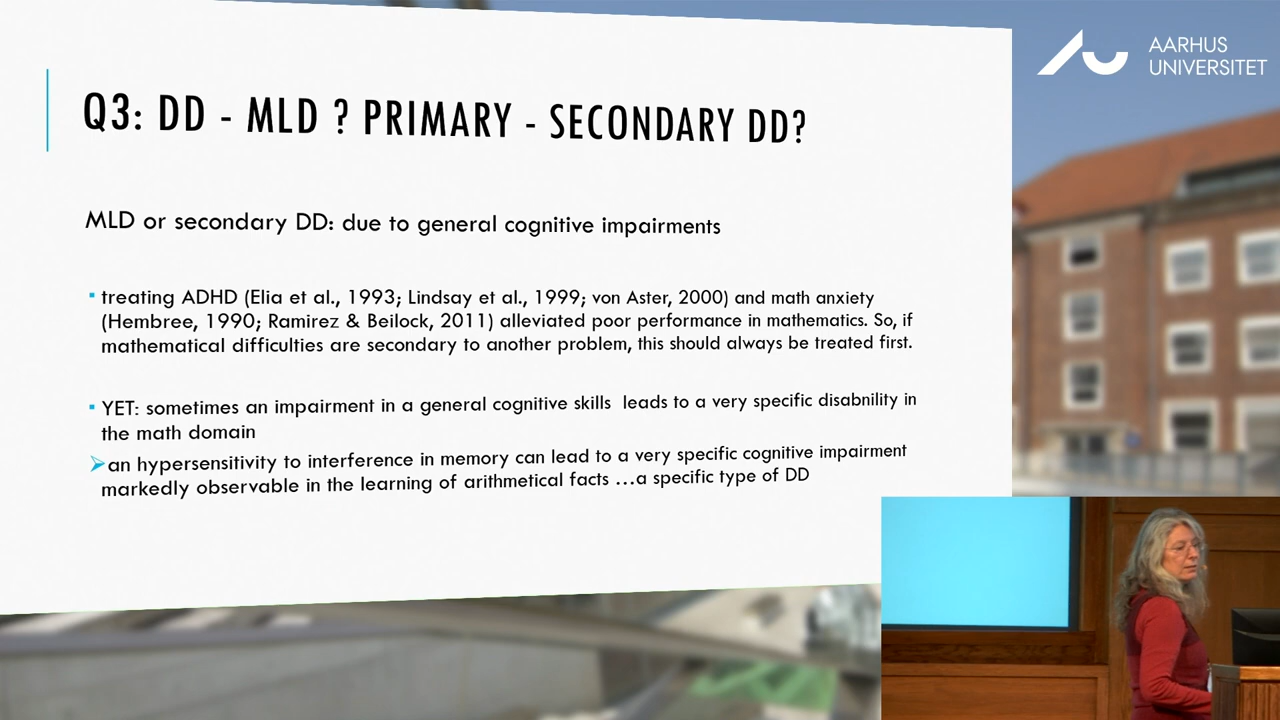 AARHUS
UNIVERSITET
Q3: DD - MLD ? PRIMARY - SECONDARY DD?
MLD or secondary DD: due to general cognitive impairments
▪ treating ADHD (Elia et al., 1993; Lindsay et al., 1999; von Aster, 2000) and math anxiety
(Hembree, 1990; Ramirez & Beilock, 2011) alleviated poor performance in mathematics. So, if
mathematical difficulties are secondary to another problem, this should always be treated first.
▪ YET: sometimes an impairment in a general cognitive skills leads to a very specific disability in
the math domain
➢an hypersensitivity to interference in memory can lead to a very specific cognitive impairment
markedly observable in the learning of arithmetical facts ...a specific type of DD